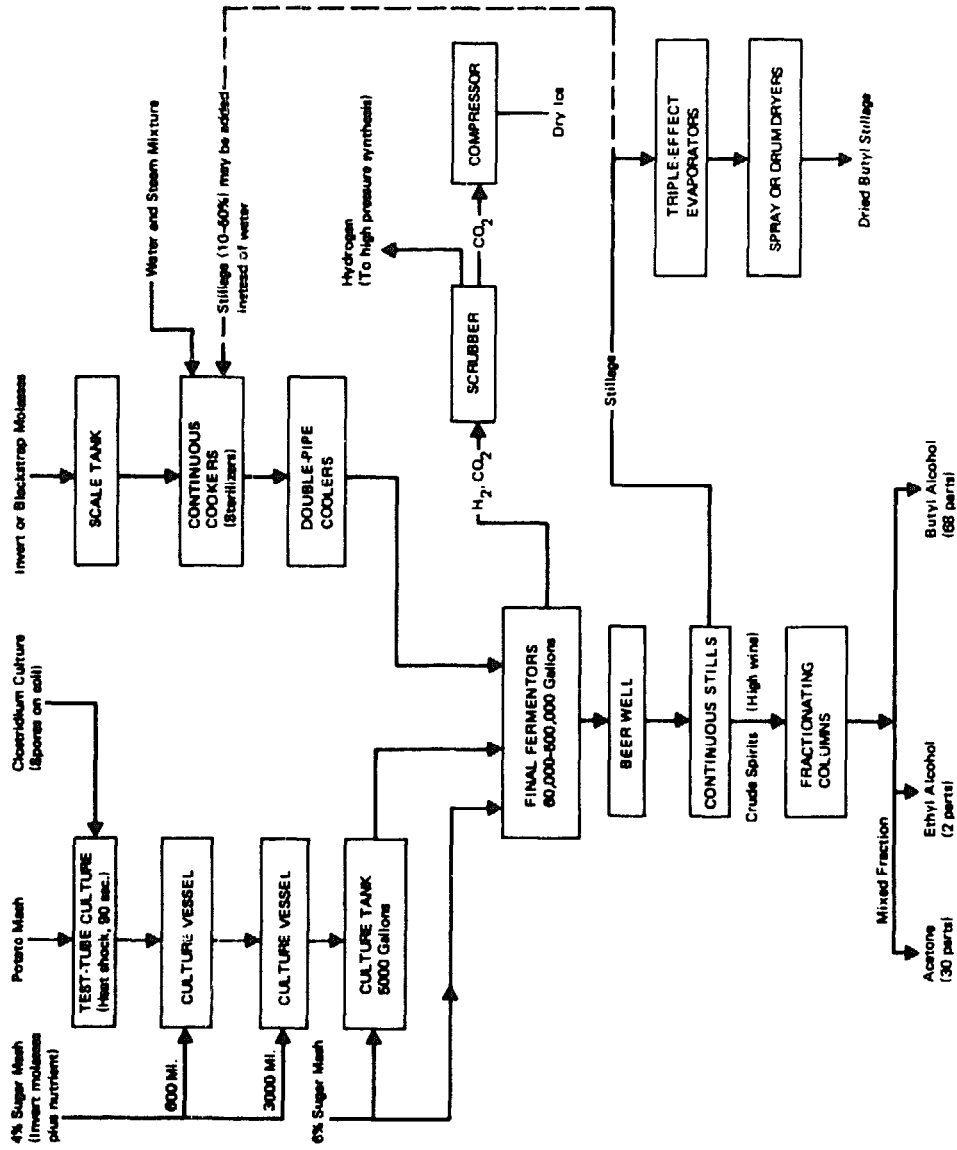 4% Sugar Mash
(Invert molasses
plus nutrient)
Potato Mash
Clostridium Culture
(Spores on soil)
Invert or Blackstrap Molasses
Water and Steam Mixture
Stillage (10-60%) may be added
instead of water
TEST-TUBE CULTURE
(Heat shock, 90 sec.)
SCALE TANK
600 Ml.
CULTURE VESSEL
CONTINUOUS
COOKERS
(Sterilizers)
3000 Ml.
CULTURE VESSEL
DOUBLE-PIPE
COOLERS
6% Sugar Mash
CULTURE TANK
5000 Gallons
Hydrogen
(To high pressure synthesis)
H2, CO2
SCRUBBER
CO2
COMPRESSOR
Dry Ice
FINAL FERMENTORS
60,000-500,000 Gallons
BEER WELL
Stillage
CONTINUOUS STILLS
Crude Spirits (High wine)
TRIPLE-EFFECT
EVAPORATORS
FRACTIONATING
COLUMNS
SPRAY OR DRUM DRYERS
Mixed Fraction
Dried Butyl Stillage
Acetone
(30 parts)
Ethyl Alcohol
(2 parts)
Butyl Alcohol
(68 parts)